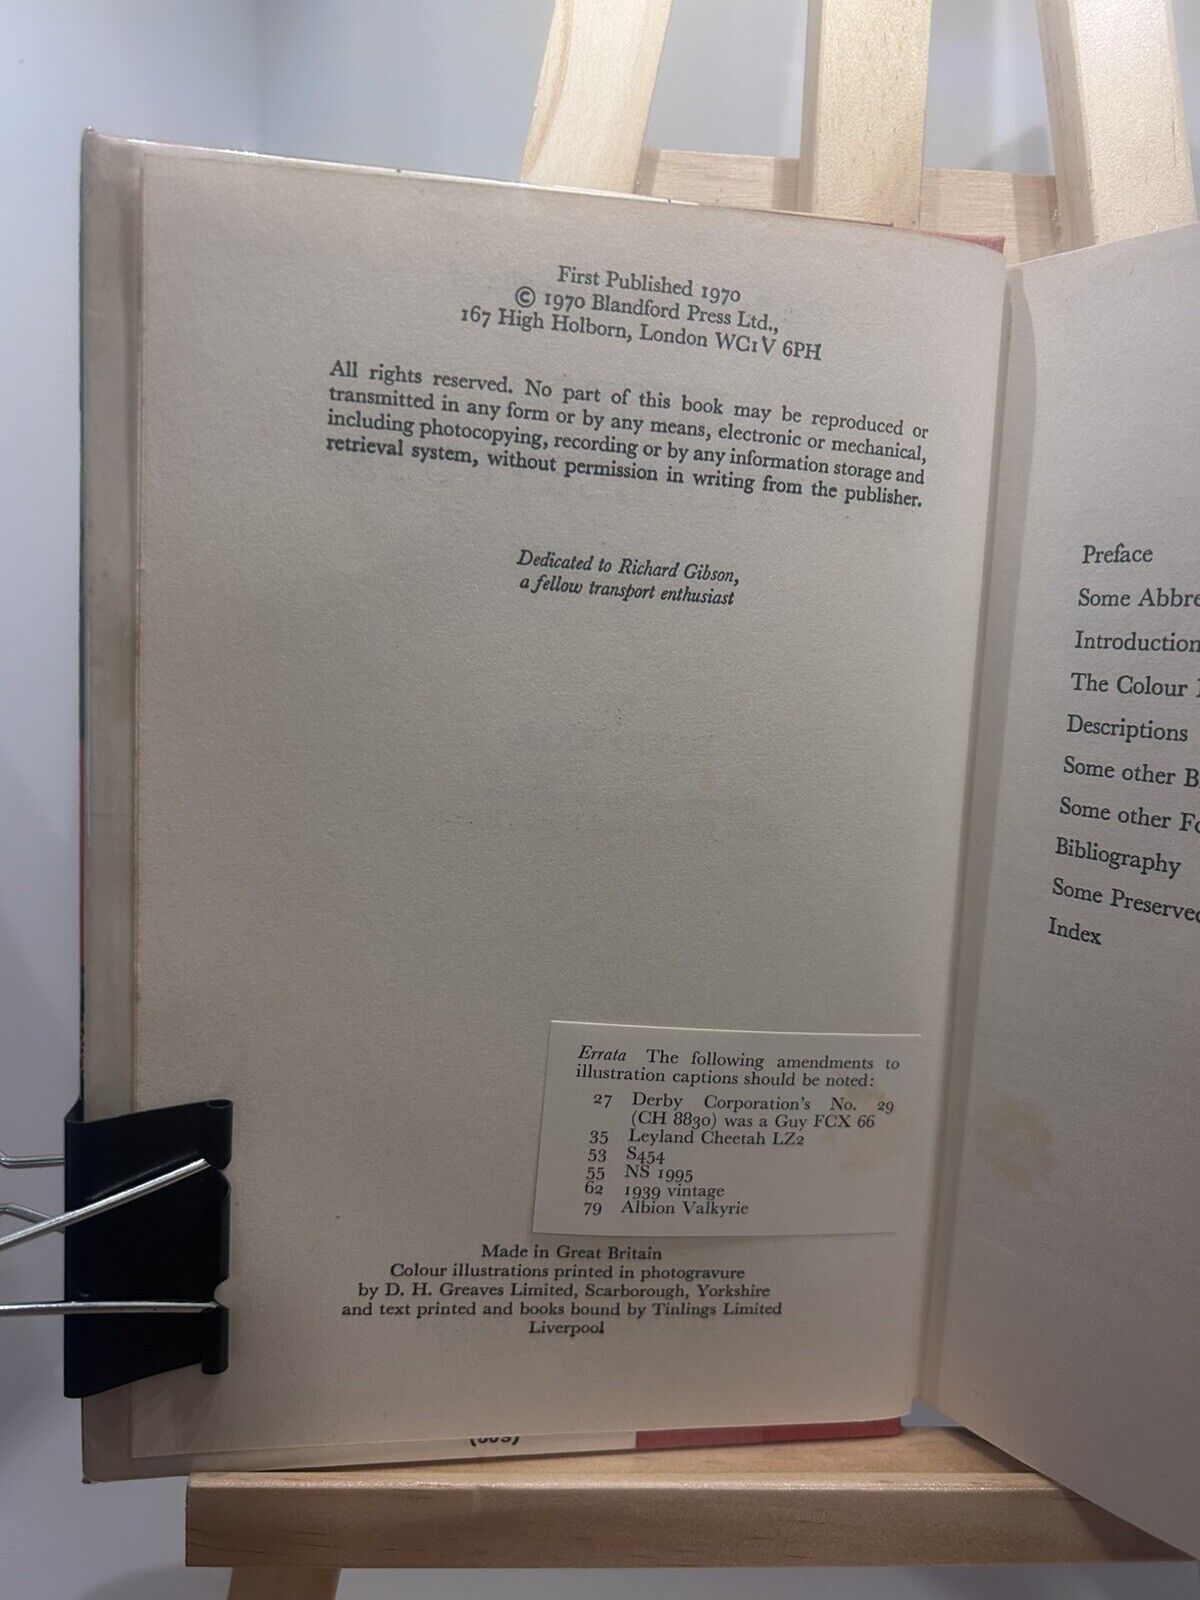 First Published 1970
© 1970 Blandford Press Ltd.,
167 High Holborn, London WC1V 6PH
All rights reserved. No part of this book may be reproduced or
transmitted in any form or by any means, electronic or mechanical,
including photocopying, recording or by any information storage and
retrieval system, without permission in writing from the publisher.
Dedicated to Richard Gibson,
a fellow transport enthusiast
Errata The following amendments to
illustration captions should be noted:
27 Derby Corporation's No. 29
(CH 8830) was a Guy FCX 66
35 Leyland Cheetah LZ2
53 S454
55 NS 1995
62 1939 vintage
79 Albion Valkyrie
Made in Great Britain
Colour illustrations printed in photogravure
by D. H. Greaves Limited, Scarborough, Yorkshire
and text printed and books bound by Tinlings Limited
Liverpool
Preface
Some Abbre
Introduction
The Colour
Descriptions
Some other B
Some other Fo
Bibliography
Some Preserved
Index